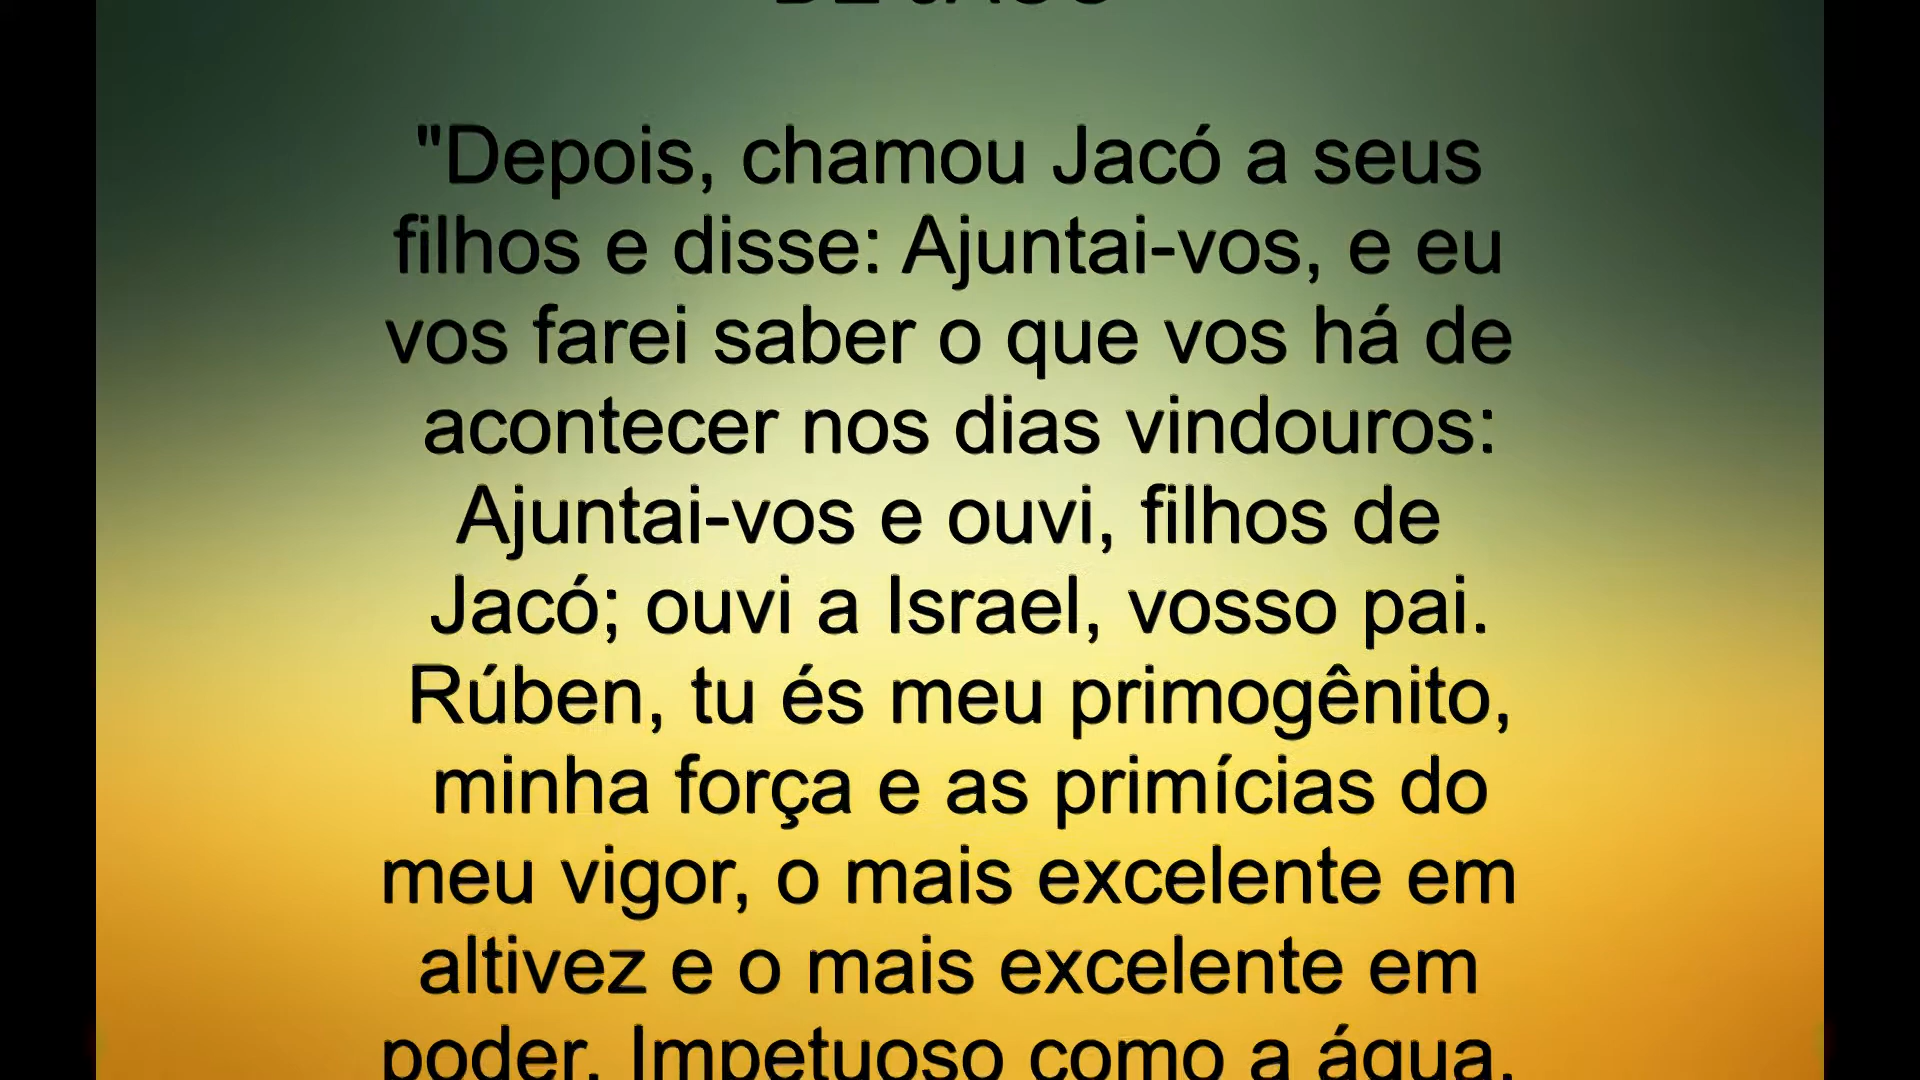 DE JACÓ
"Depois, chamou Jacó a seus
filhos e disse: Ajuntai-vos, e eu
vos farei saber o que vos há de
acontecer nos dias vindouros:
Ajuntai-vos e ouvi, filhos de
Jacó; ouvi a Israel, vosso pai.
Rúben, tu és meu primogênito,
minha força e as primícias do
meu vigor, o mais excelente em
altivez e o mais excelente em
poder. Impetuoso como a água,